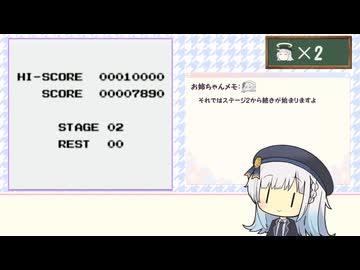 HI-SCORE 00010000
SCORE 00007890
STAGE 02
REST 00
×2
お姉ちゃんメモ:
それではステージ2から続きが始まりますよ